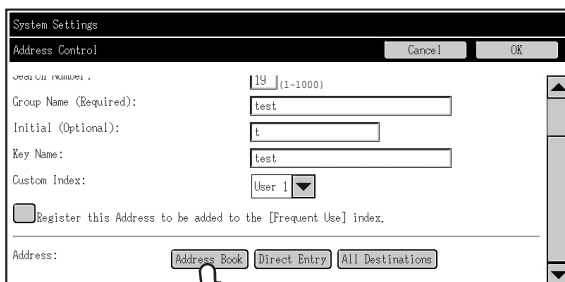 System Settings
Address Control Cancel OK
Search Number: 19 (1-1000)
Group Name (Required): test
Initial (Optional): t
Key Name: test
Custom Index: User 1
Register this Address to be added to the [Frequent Use] index.
Address: Address Book Direct Entry All Destinations